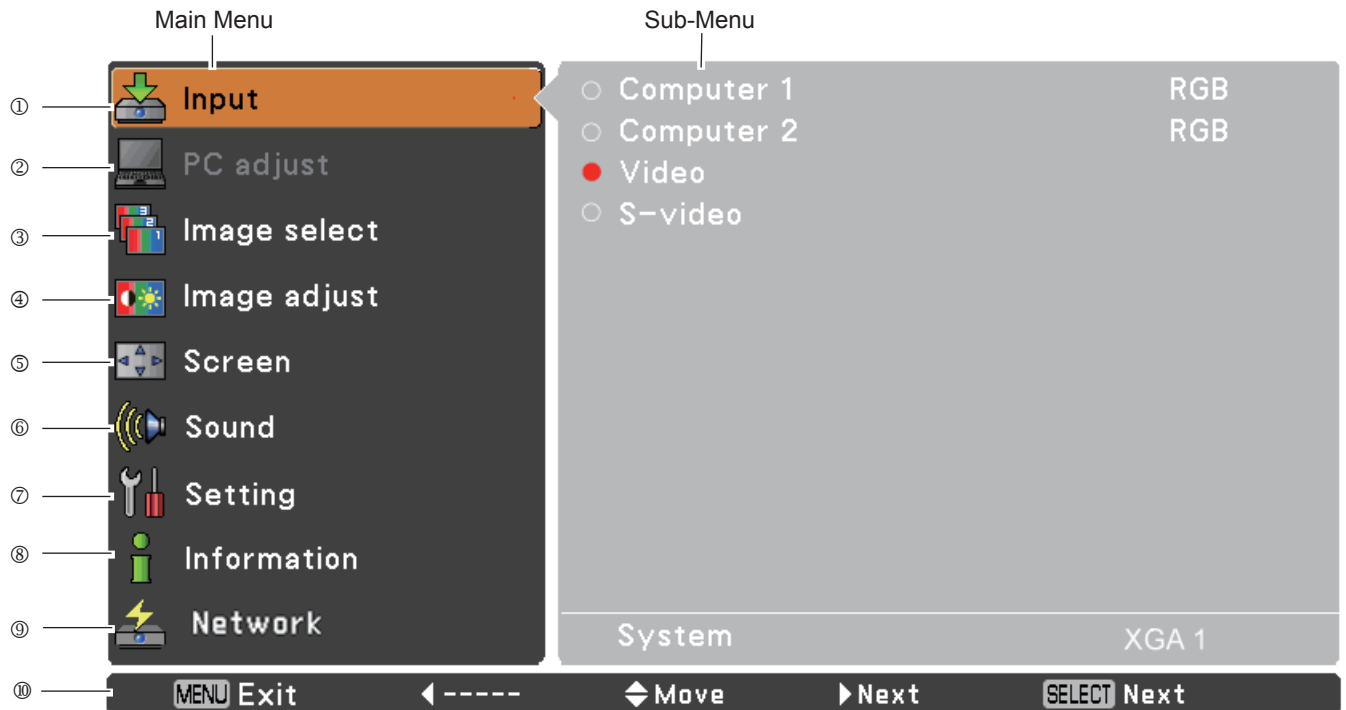 Main Menu Sub-Menu
① Input Computer 1 RGB
Computer 2 RGB
② PC adjust Video
③ Image select S-video
④ Image adjust
⑤ Screen
⑥ Sound
⑦ Setting
⑧ Information
⑨ Network System XGA 1
⑩ MENU Exit ◀ ----- Move ▶ Next SELECT Next